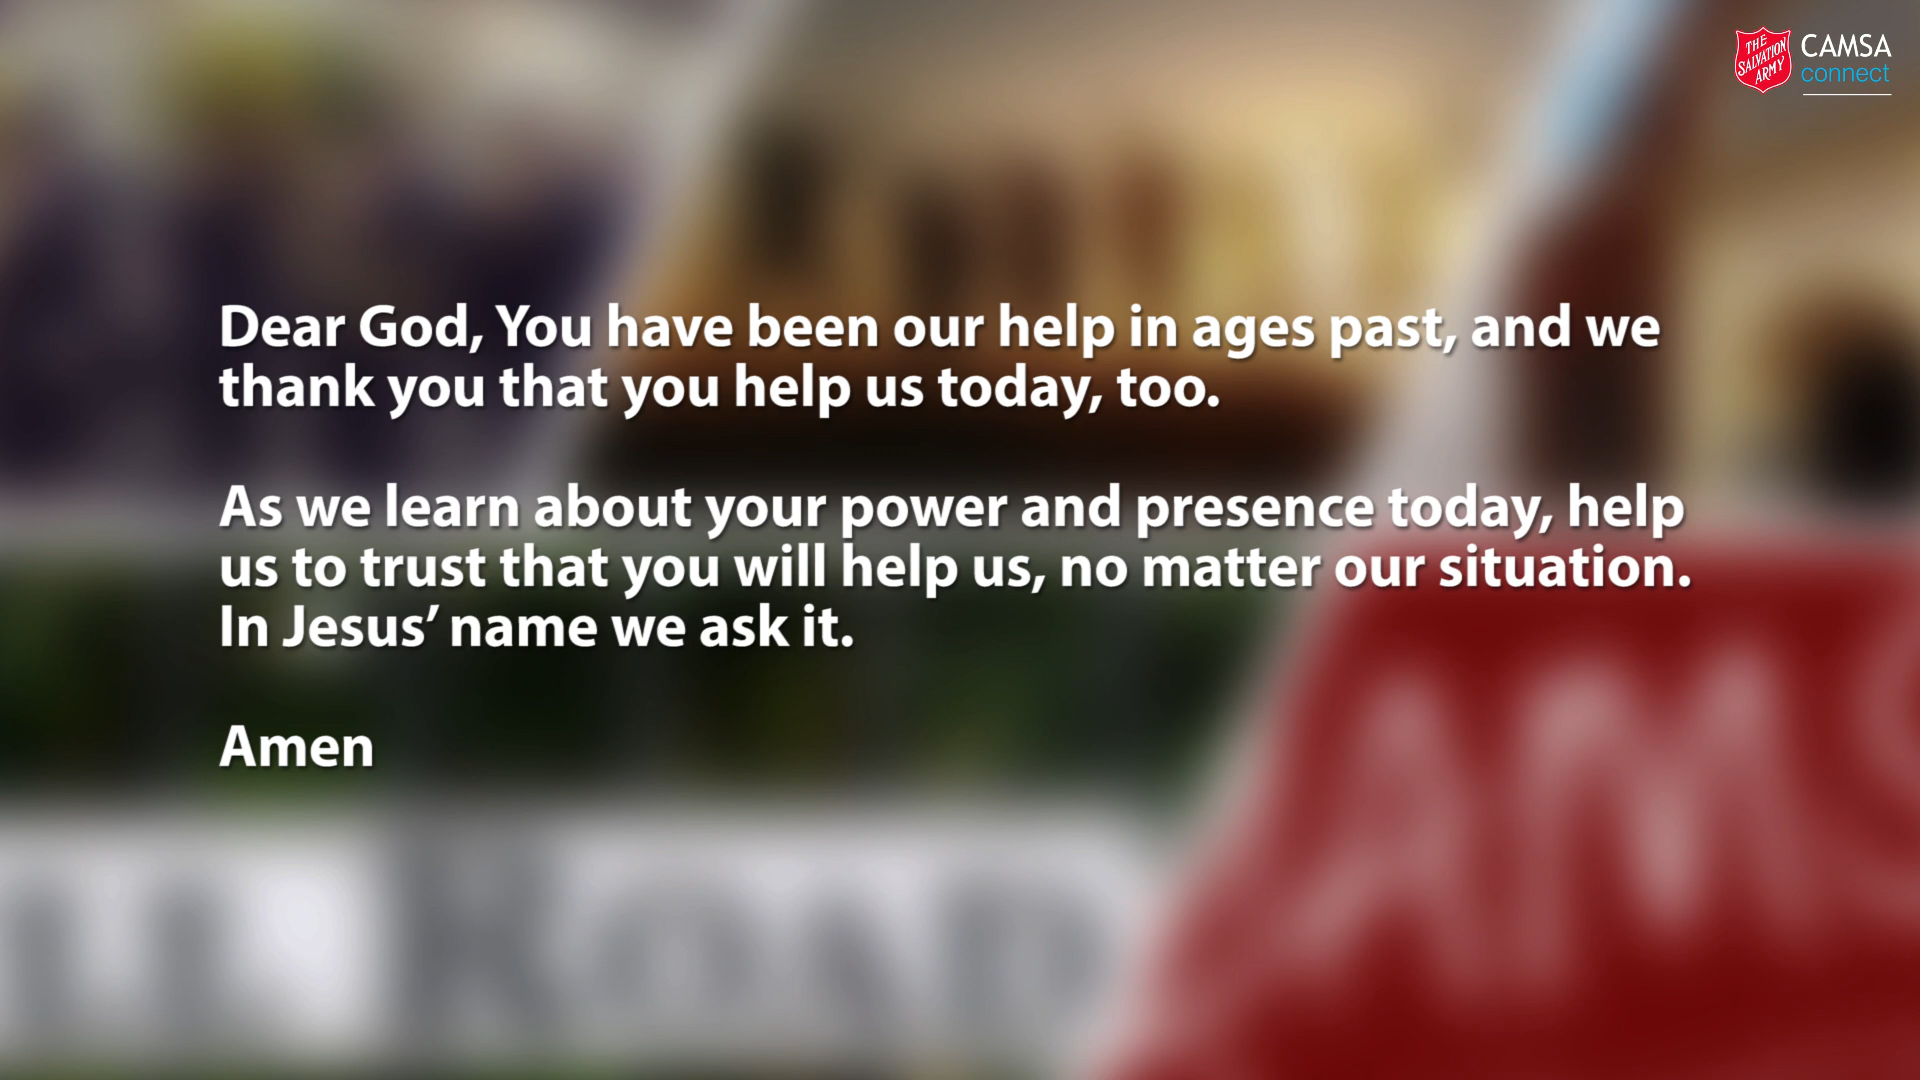 THE
SALVATION
ARMY
CAMSA
connect
Dear God, You have been our help in ages past, and we
thank you that you help us today, too.
As we learn about your power and presence today, help
us to trust that you will help us, no matter our situation.
In Jesus’ name we ask it.
Amen